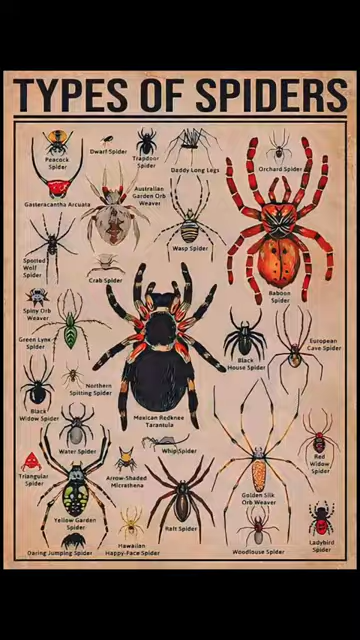 TYPES OF SPIDERS
Peacock
Spider
Dwarf Spider
Trapdoor
Spider
Daddy Long Legs
Orchard Spider
Gasteracantha Arcuata
Australian
Garden Orb
Weaver
Wasp Spider
Spotted
Wolf
Spider
Crab Spider
Baboon
Spider
Spiny Orb
Weaver
Green Lynx
Spider
Black
House Spider
European
Cave Spider
Northern
Spitting Spider
Black
Widow Spider
Mexican Redknee
Tarantula
Water Spider
Whip Spider
Red
Widow
Spider
Triangular
Spider
Arrow-Shaded
Micrathena
Golden Silk
Orb Weaver
Yellow Garden
Spider
Raft Spider
Daring Jumping Spider
Hawaiian
Happy-Face Spider
Woodlouse Spider
Ladybird
Spider